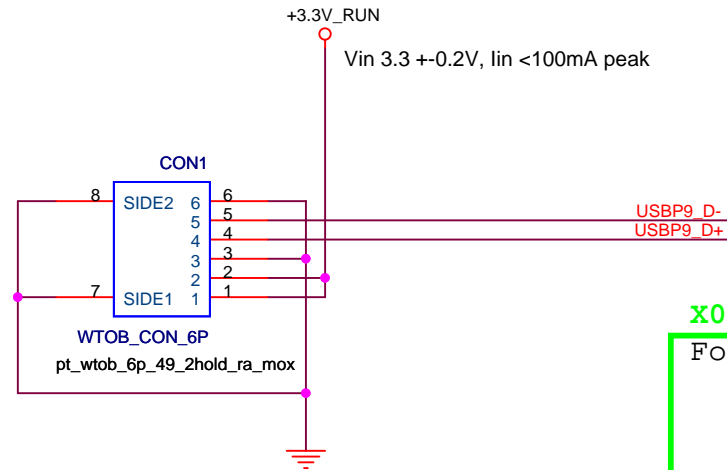 +3.3V_RUN
Vin 3.3 +-0.2V, Iin <100mA peak
CON1
8 SIDE2 6 6
5 5 USBP9_D-
4 4 USBP9_D+
3 3
2 2
7 SIDE1 1 1
WTOB_CON_6P
pt_wtob_6p_49_2hold_ra_mox
X0
Fo